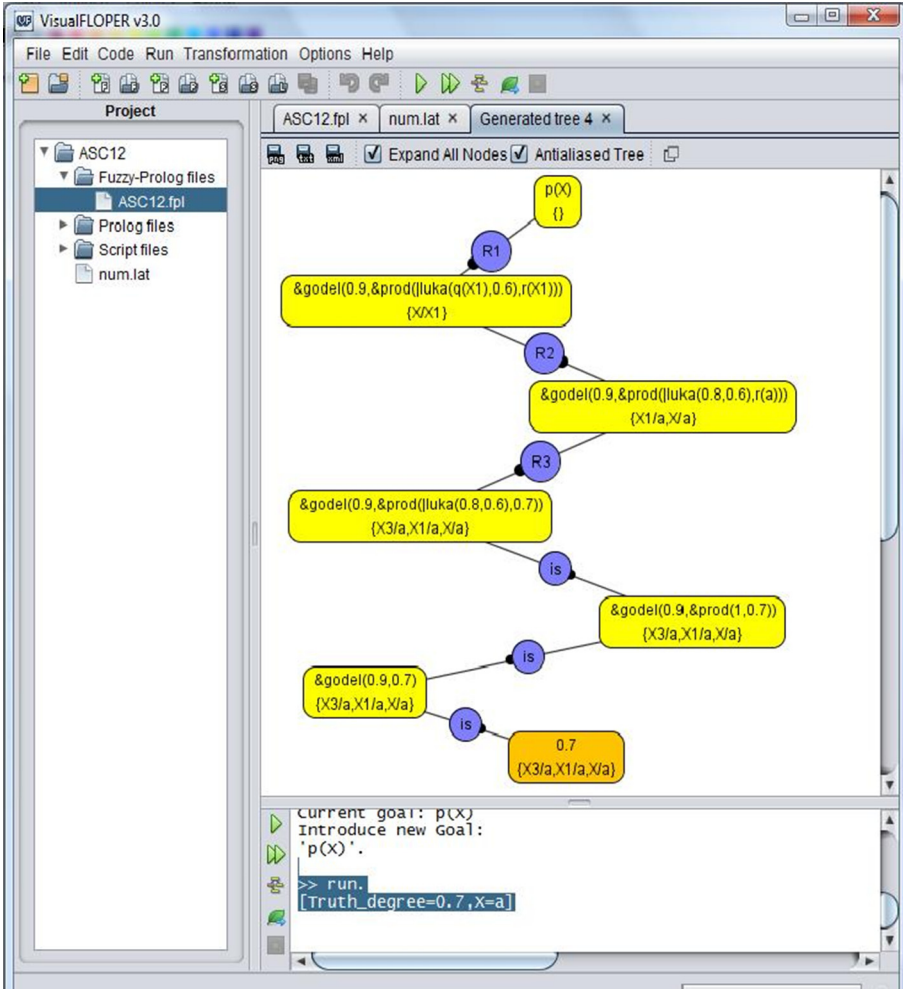 VisualFLOPER v3.0
File Edit Code Run Transformation Options Help
Project
ASC12
Fuzzy-Prolog files
ASC12.fpl
Prolog files
Script files
num.lat
ASC12.fpl × num.lat × Generated tree 4 ×
png txt xml Expand All Nodes Antialiased Tree
p(X)
{}
R1
&godel(0.9,&prod(|luka(q(X1),0.6),r(X1)))
{X/X1}
R2
&godel(0.9,&prod(|luka(0.8,0.6),r(a)))
{X1/a,X/a}
R3
&godel(0.9,&prod(|luka(0.8,0.6),0.7))
{X3/a,X1/a,X/a}
is
&godel(0.9,&prod(1,0.7))
{X3/a,X1/a,X/a}
is
&godel(0.9,0.7)
{X3/a,X1/a,X/a}
is
0.7
{X3/a,X1/a,X/a}
Current goal: p(X)
Introduce new Goal:
'p(X)'.
>> run.
[Truth_degree=0.7,X=a]